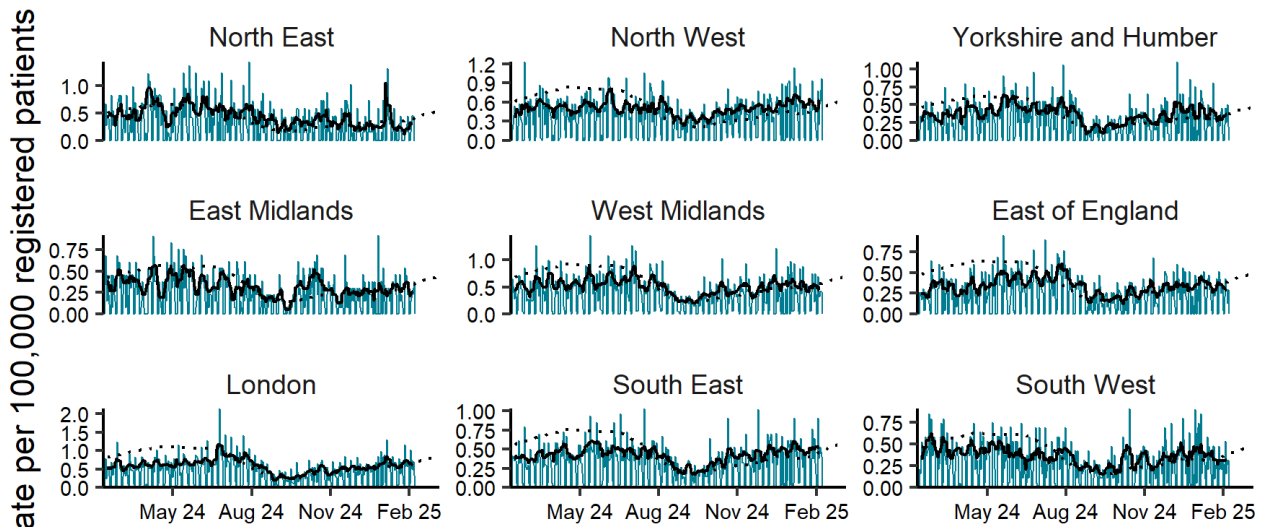 ate per 100,000 registered patients
North East North West Yorkshire and Humber
1.0 1.2 1.00
0.5 0.9 0.75
0.0 0.6 0.50
0.3 0.25
0.0 0.00
East Midlands West Midlands East of England
0.75 1.0 0.75
0.50 0.5 0.50
0.25 0.0 0.25
0.00 0.00
London South East South West
2.0 1.00 0.75
1.5 0.75 0.50
1.0 0.50 0.25
0.5 0.25 0.00
0.0 0.00
May 24 Aug 24 Nov 24 Feb 25 May 24 Aug 24 Nov 24 Feb 25 May 24 Aug 24 Nov 24 Feb 25